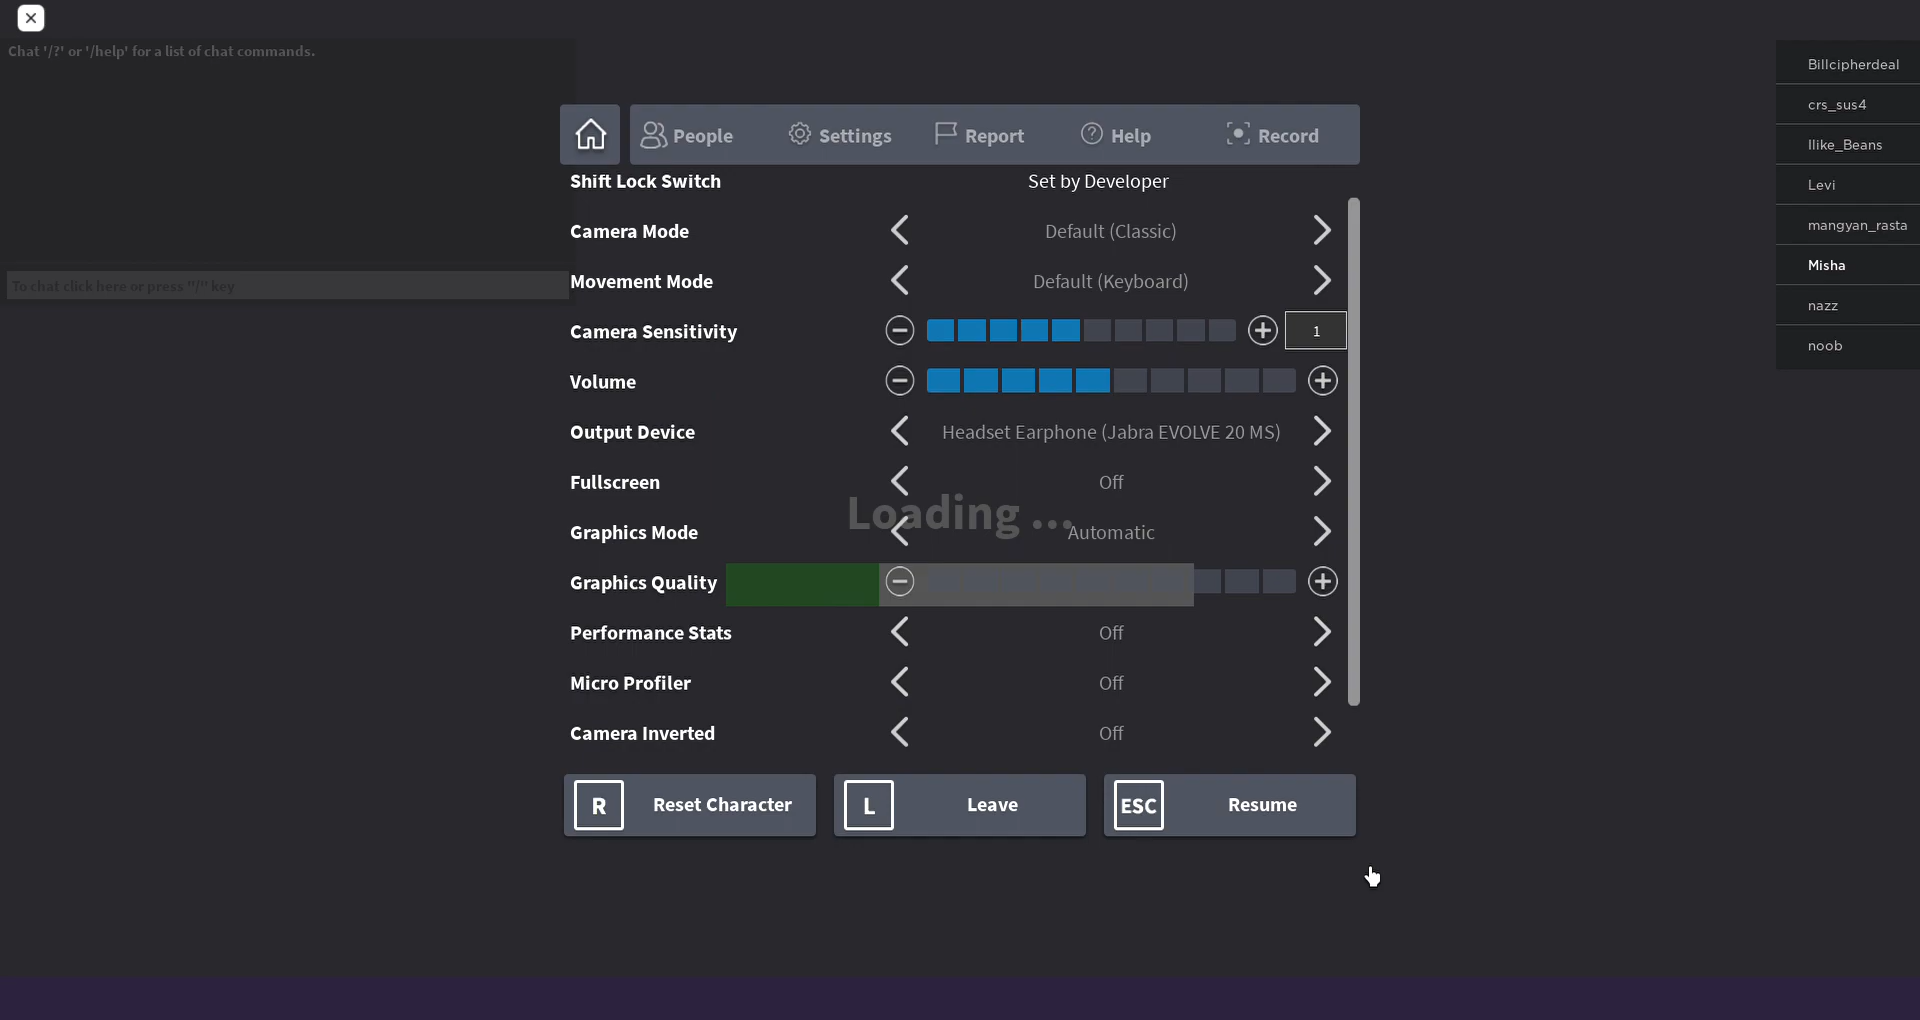 Chat '/?' or '/help' for a list of chat commands.
To chat click here or press "/" key
People
Settings
Report
Help
Record
Shift Lock Switch Set by Developer
Camera Mode Default (Classic)
Movement Mode Default (Keyboard)
Camera Sensitivity 1
Volume
Output Device Headset Earphone (Jabra EVOLVE 20 MS)
Fullscreen Off
Loading ...
Graphics Mode Automatic
Graphics Quality
Performance Stats Off
Micro Profiler Off
Camera Inverted Off
R Reset Character
L Leave
ESC Resume
Billcipherdeal
crs_sus4
Ilike_Beans
Levi
mangyan_rasta
Misha
nazz
noob